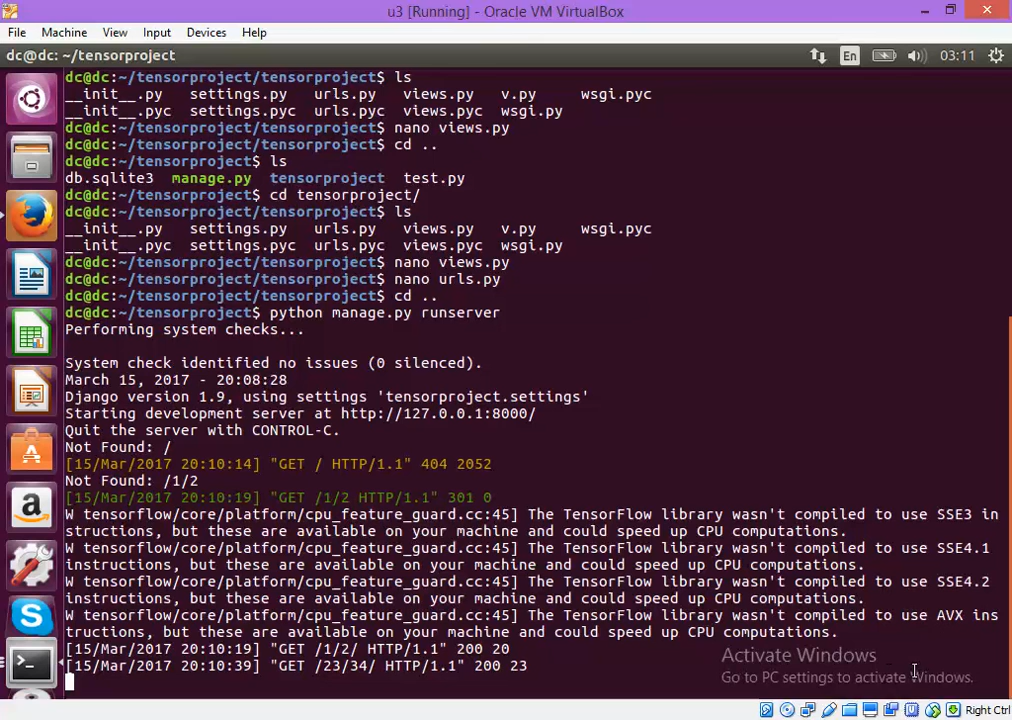 u3 [Running] - Oracle VM VirtualBox
File Machine View Input Devices Help
dc@dc: ~/tensorproject
En 03:11
dc@dc:~/tensorproject/tensorproject$ ls
__init__.py settings.py urls.py views.py v.py wsgi.pyc
__init__.pyc settings.pyc urls.pyc views.pyc wsgi.py
dc@dc:~/tensorproject/tensorproject$ nano views.py
dc@dc:~/tensorproject/tensorproject$ cd ..
dc@dc:~/tensorproject$ ls
db.sqlite3 manage.py tensorproject test.py
dc@dc:~/tensorproject$ cd tensorproject/
dc@dc:~/tensorproject/tensorproject$ ls
__init__.py settings.py urls.py views.py v.py wsgi.pyc
__init__.pyc settings.pyc urls.pyc views.pyc wsgi.py
dc@dc:~/tensorproject/tensorproject$ nano views.py
dc@dc:~/tensorproject/tensorproject$ nano urls.py
dc@dc:~/tensorproject/tensorproject$ cd ..
dc@dc:~/tensorproject$ python manage.py runserver
Performing system checks...
System check identified no issues (0 silenced).
March 15, 2017 - 20:08:28
Django version 1.9, using settings 'tensorproject.settings'
Starting development server at http://127.0.0.1:8000/
Quit the server with CONTROL-C.
Not Found: /
[15/Mar/2017 20:10:14] "GET / HTTP/1.1" 404 2052
Not Found: /1/2
[15/Mar/2017 20:10:19] "GET /1/2 HTTP/1.1" 301 0
W tensorflow/core/platform/cpu_feature_guard.cc:45] The TensorFlow library wasn't compiled to use SSE3 in
structions, but these are available on your machine and could speed up CPU computations.
W tensorflow/core/platform/cpu_feature_guard.cc:45] The TensorFlow library wasn't compiled to use SSE4.1
instructions, but these are available on your machine and could speed up CPU computations.
W tensorflow/core/platform/cpu_feature_guard.cc:45] The TensorFlow library wasn't compiled to use SSE4.2
instructions, but these are available on your machine and could speed up CPU computations.
W tensorflow/core/platform/cpu_feature_guard.cc:45] The TensorFlow library wasn't compiled to use AVX ins
tructions, but these are available on your machine and could speed up CPU computations.
[15/Mar/2017 20:10:19] "GET /1/2/ HTTP/1.1" 200 20
[15/Mar/2017 20:10:39] "GET /23/34/ HTTP/1.1" 200 23
Activate Windows
Go to PC settings to activate Windows.
Right Ctrl